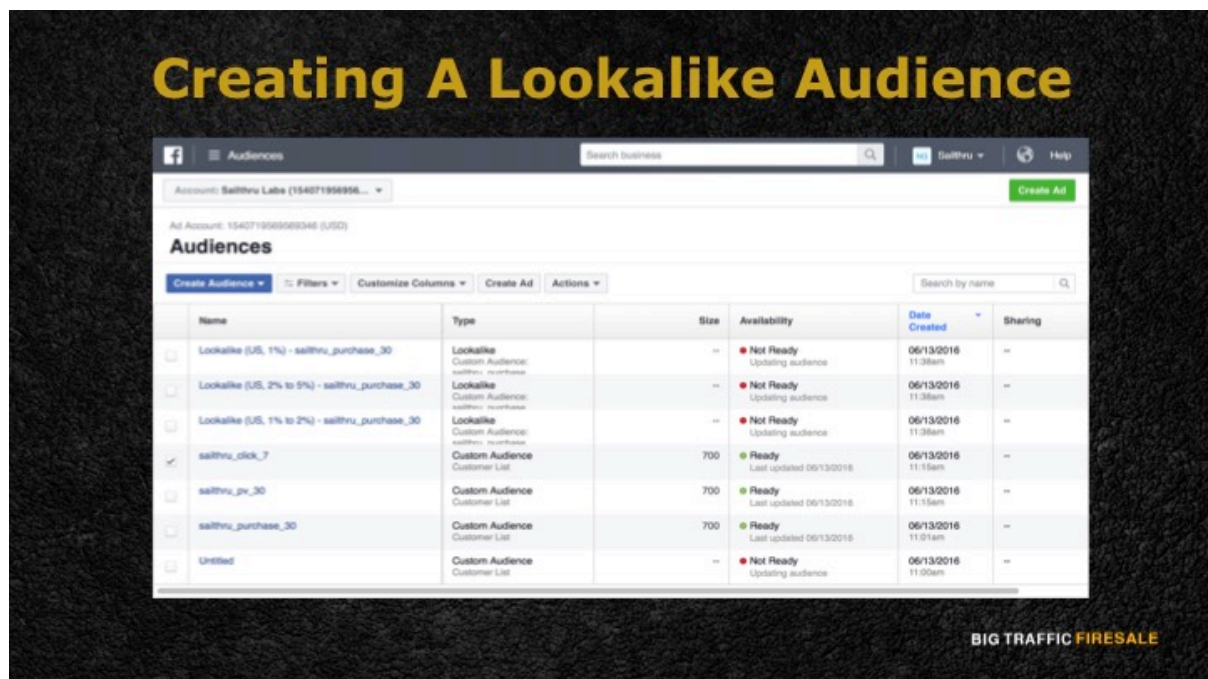 Creating A Lookalike Audience
Audiences
Search business
Sailthru
Help
Account: Sailthru Labs (154071956956...
Create Ad
Ad Account: 1540719569569346 (USD)
Audiences
Create Audience
Filters
Customize Columns
Create Ad
Actions
Search by name
Name Type Size Availability Date Created Sharing
Lookalike (US, 1%) - sailthru_purchase_30 Lookalike -- Not Ready 06/13/2016 --
Custom Audience: Updating audience 11:38am
sailthru_purchase
Lookalike (US, 2% to 5%) - sailthru_purchase_30 Lookalike -- Not Ready 06/13/2016 --
Custom Audience: Updating audience 11:38am
sailthru_purchase
Lookalike (US, 1% to 2%) - sailthru_purchase_30 Lookalike -- Not Ready 06/13/2016 --
Custom Audience: Updating audience 11:38am
sailthru_purchase
sailthru_click_7 Custom Audience 700 Ready 06/13/2016 --
Customer List Last updated 06/13/2016 11:15am
sailthru_pv_30 Custom Audience 700 Ready 06/13/2016 --
Customer List Last updated 06/13/2016 11:15am
sailthru_purchase_30 Custom Audience 700 Ready 06/13/2016 --
Customer List Last updated 06/13/2016 11:01am
Untitled Custom Audience -- Not Ready 06/13/2016 --
Customer List Updating audience 11:00am
BIG TRAFFIC FIRESALE